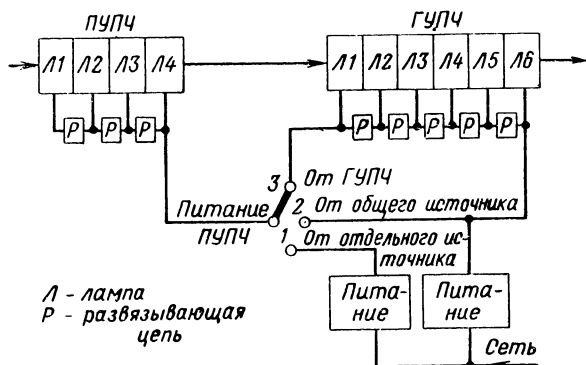 ПУПЧ ГУПЧ
Л1 Л2 Л3 Л4 Л1 Л2 Л3 Л4 Л5 Л6
Р Р Р Р Р Р Р Р
3 От ГУПЧ
Питание 2 От общего источника
ПУПЧ 1 От отдельного ис-
точника
Л - лампа Пита- Пита-
Р - развязывающая ние ние
цепь Сеть